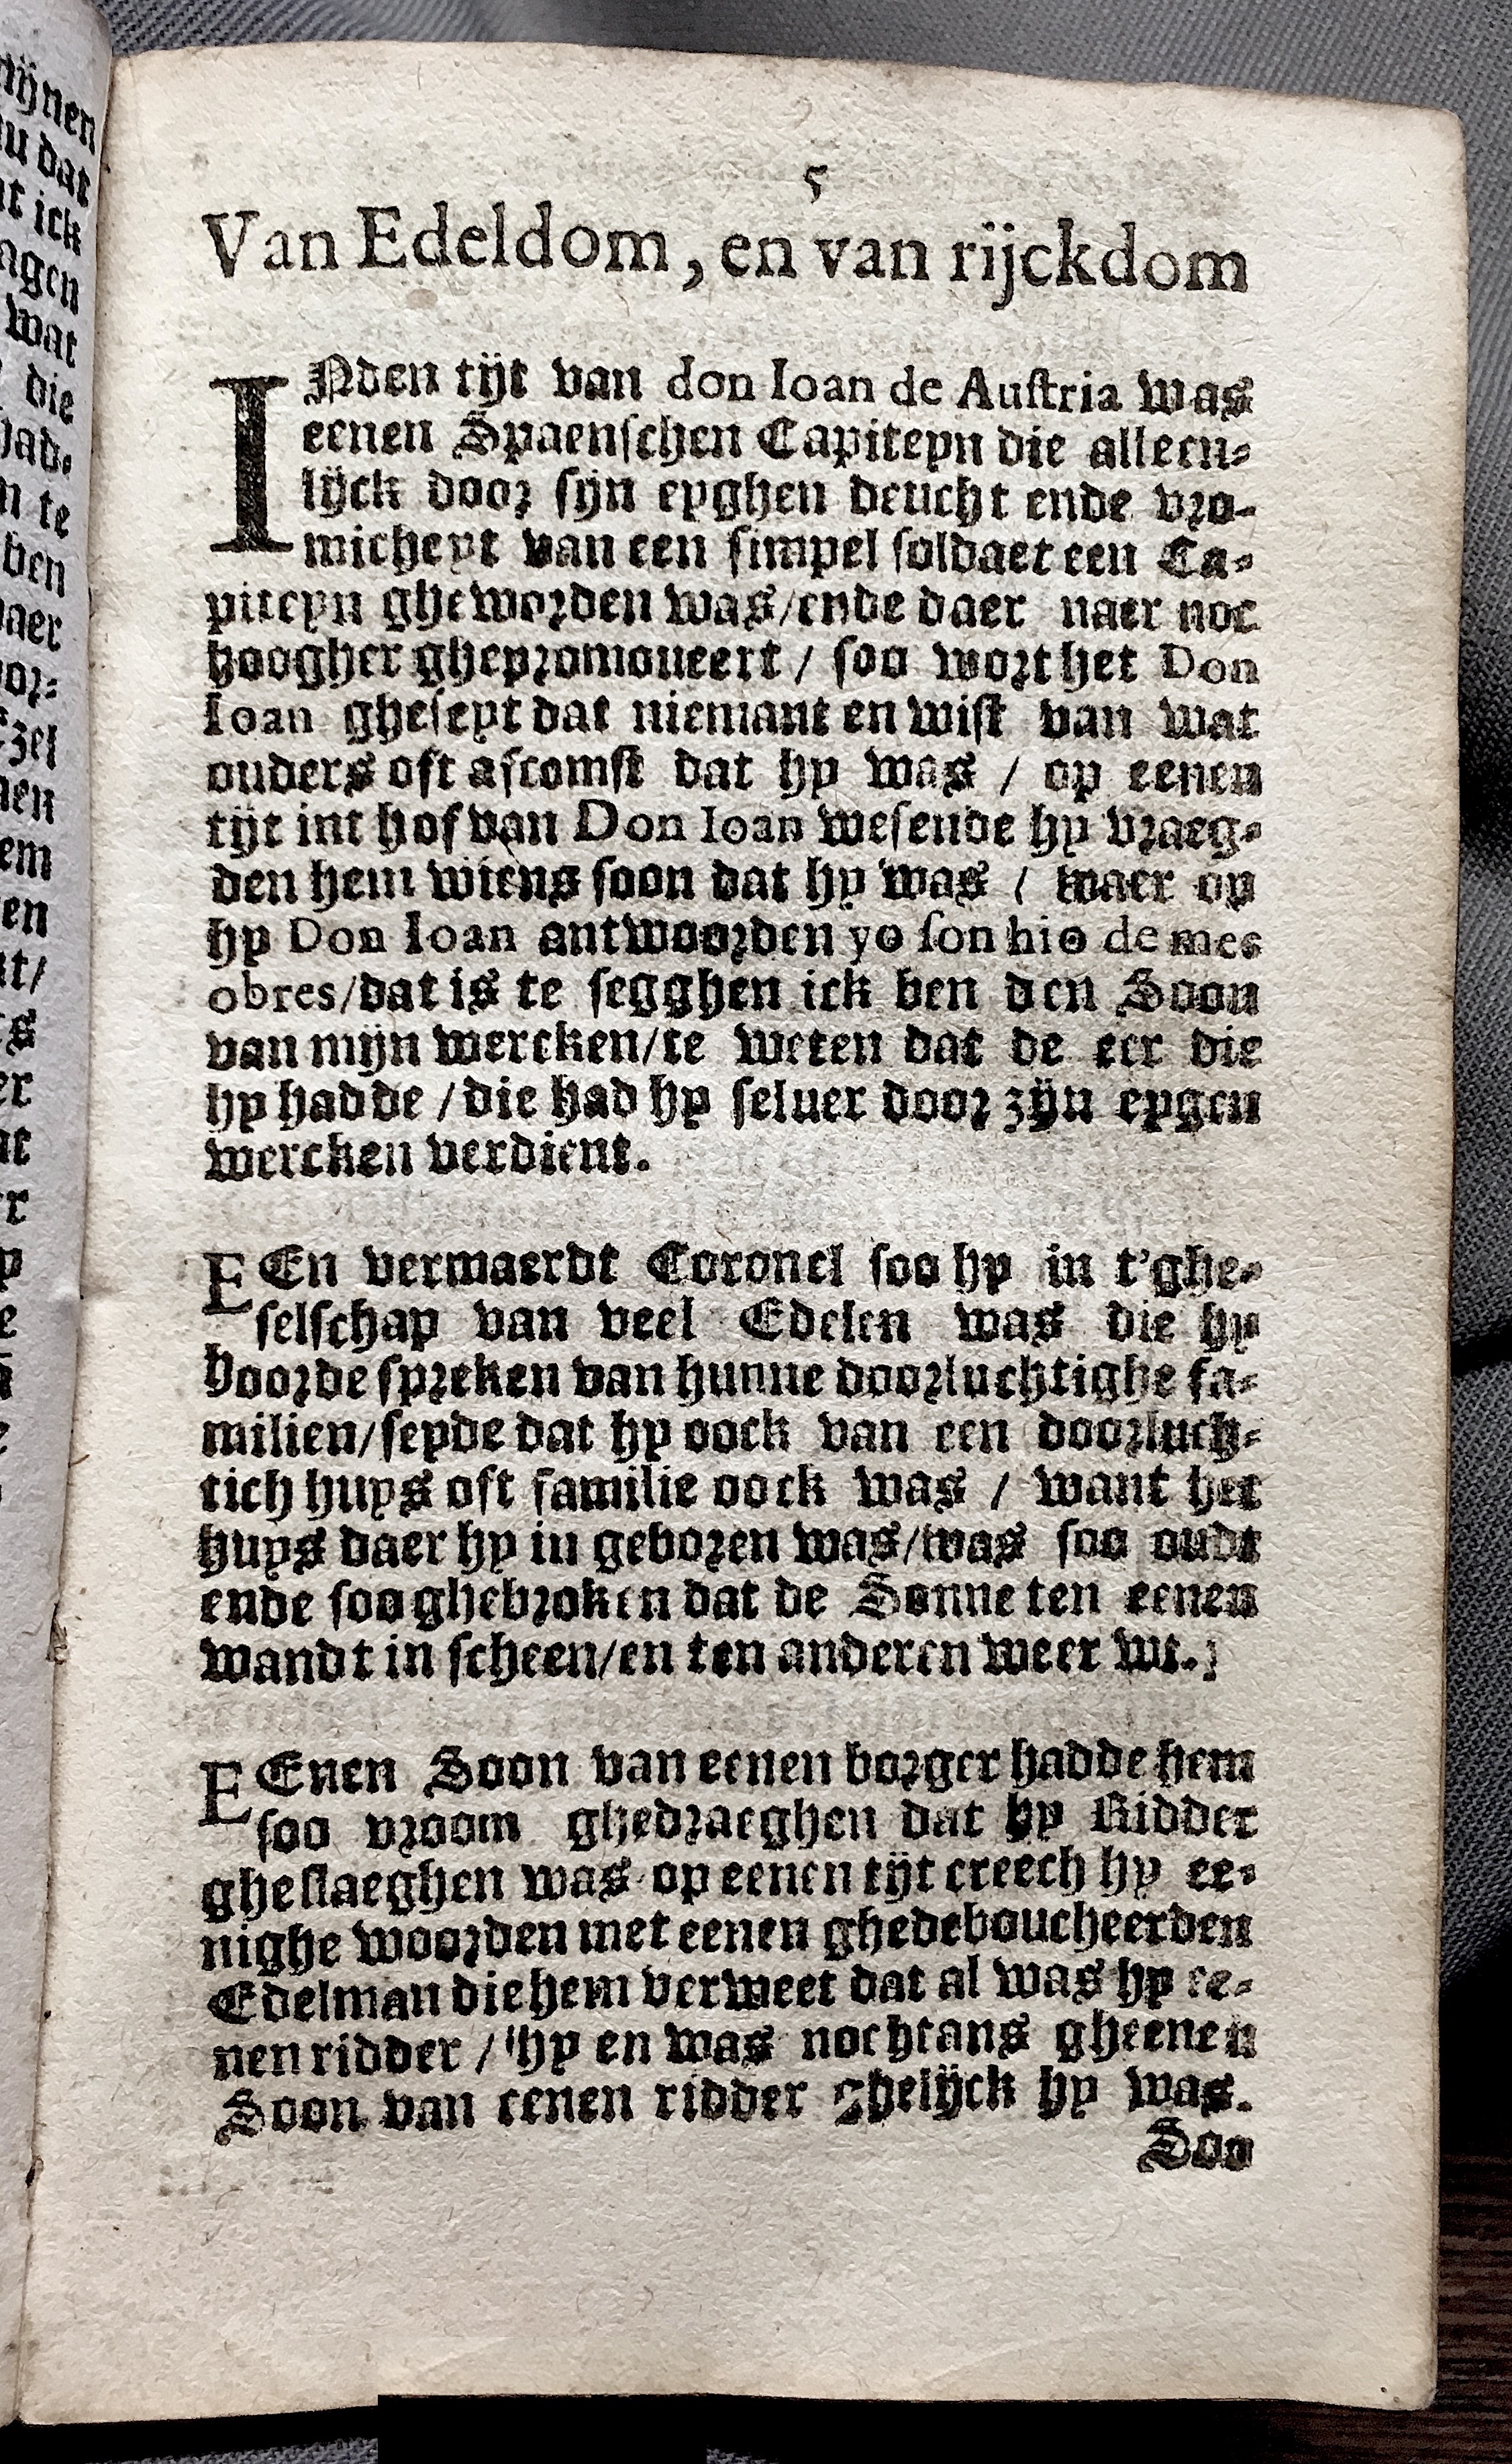 5
Van Edeldom, en van rijckdom
INden tijt van don Ioan de Austria was
eenen Spaenschen Capiteyn die alleen-
lijck door sijn eyghen deucht ende vro-
micheyt van een simpel soldaet een Ca-
piteyn gheworden was/ende daer naer noc
hoogher ghepromoueert / soo wort het Don
Ioan gheseyt dat niemant en wist van wat
ouders oft afcomst dat hy was / op eenen
tijt int hof van Don Ioan wesende hy vraeg-
den hem wiens soon dat hy was / waer op
hy Don Ioan antwoorden yo son hio de mes
obres/dat is te segghen ick ben den Soon
van mijn wercken/te weten dat de eer die
hy hadde / die had hy seluer door zijn eygen
wercken verdient.
EEn vermaerdt Coronel soo hy in t'ghe-
selschap van veel Edelen was die hy
hoorde spreken van hunne doorluchtighe fa-
milien/seyde dat hy oock van een doorluch-
tich huys oft familie oock was / want het
huys daer hy in geboren was/was soo oudt
ende soo ghebroken dat de Sonne ten eenen
wandt in scheen/en ten anderen weer wt.
EEnen Soon van eenen borger hadde hem
soo vroom ghedraeghen dat hy Ridder
gheslaeghen was op eenen tijt creech hy ee-
nighe woorden met eenen ghedeboucheerden
Edelman die hem verweet dat al was hy ee-
nen ridder / hy en was nochtans gheenen
Soon van eenen ridder ghelijck hy was.
Soo